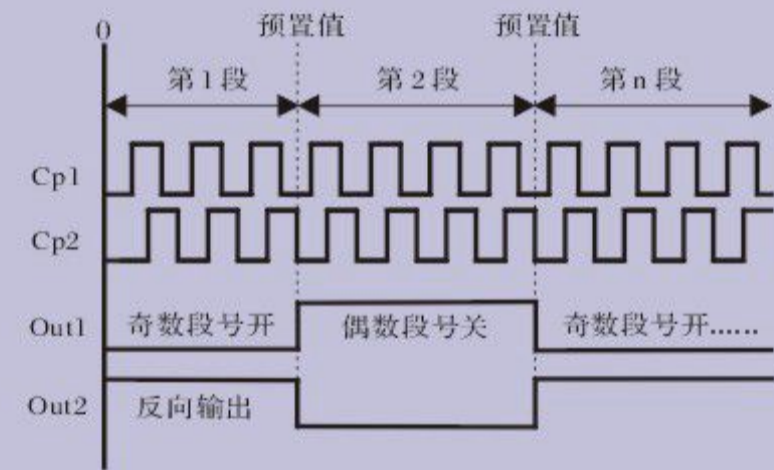 0
预置值
预置值
第1段
第2段
第n段
Cp1
Cp2
Out1
奇数段号开
偶数段号关
奇数段号开......
Out2
反向输出